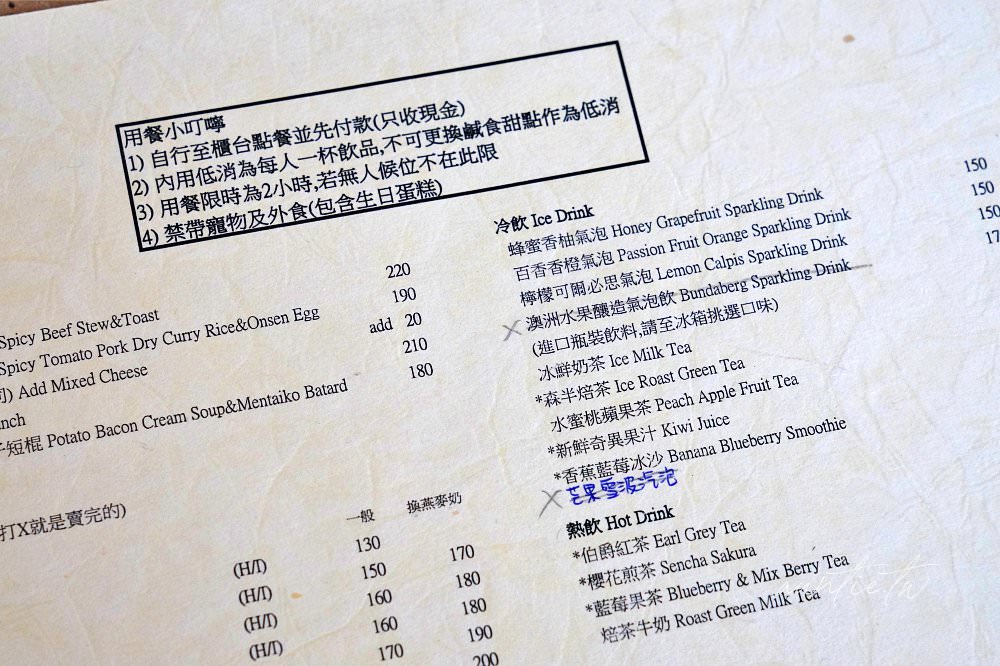 用餐小叮嚀
1) 自行至櫃台點餐並先付款(只收現金)
2) 內用低消為每人一杯飲品,不可更換鹹食甜點作為低消
3) 用餐限時為2小時,若無人候位不在此限
4) 禁帶寵物及外食(包含生日蛋糕)
220
Spicy Beef Stew&Toast 190
Spicy Tomato Pork Dry Curry Rice&Onsen Egg add 20
Add Mixed Cheese 210
180
短棍 Potato Bacon Cream Soup&Mentaiko Batard
打X就是賣完的)
一般 換燕麥奶
130
(H/I) 150 170
(H/I) 160 180
(H/I) 160 180
(H/I) 170 190
200
冷飲 Ice Drink
蜂蜜香柚氣泡 Honey Grapefruit Sparkling Drink 150
百香香橙氣泡 Passion Fruit Orange Sparkling Drink 150
檸檬可爾必思氣泡 Lemon Calpis Sparkling Drink 150
X 澳洲水果釀造氣泡飲 Bundaberg Sparkling Drink 17
(進口瓶裝飲料,請至冰箱挑選口味)
冰鮮奶茶 Ice Milk Tea
*森半焙茶 Ice Roast Green Tea
水蜜桃蘋果茶 Peach Apple Fruit Tea
*新鮮奇異果汁 Kiwi Juice
*香蕉藍莓冰沙 Banana Blueberry Smoothie
X 芒果雪波汽泡
熱飲 Hot Drink
*伯爵紅茶 Earl Grey Tea
*櫻花煎茶 Sencha Sakura
*藍莓果茶 Blueberry & Mix Berry Tea
焙茶牛奶 Roast Green Milk Tea